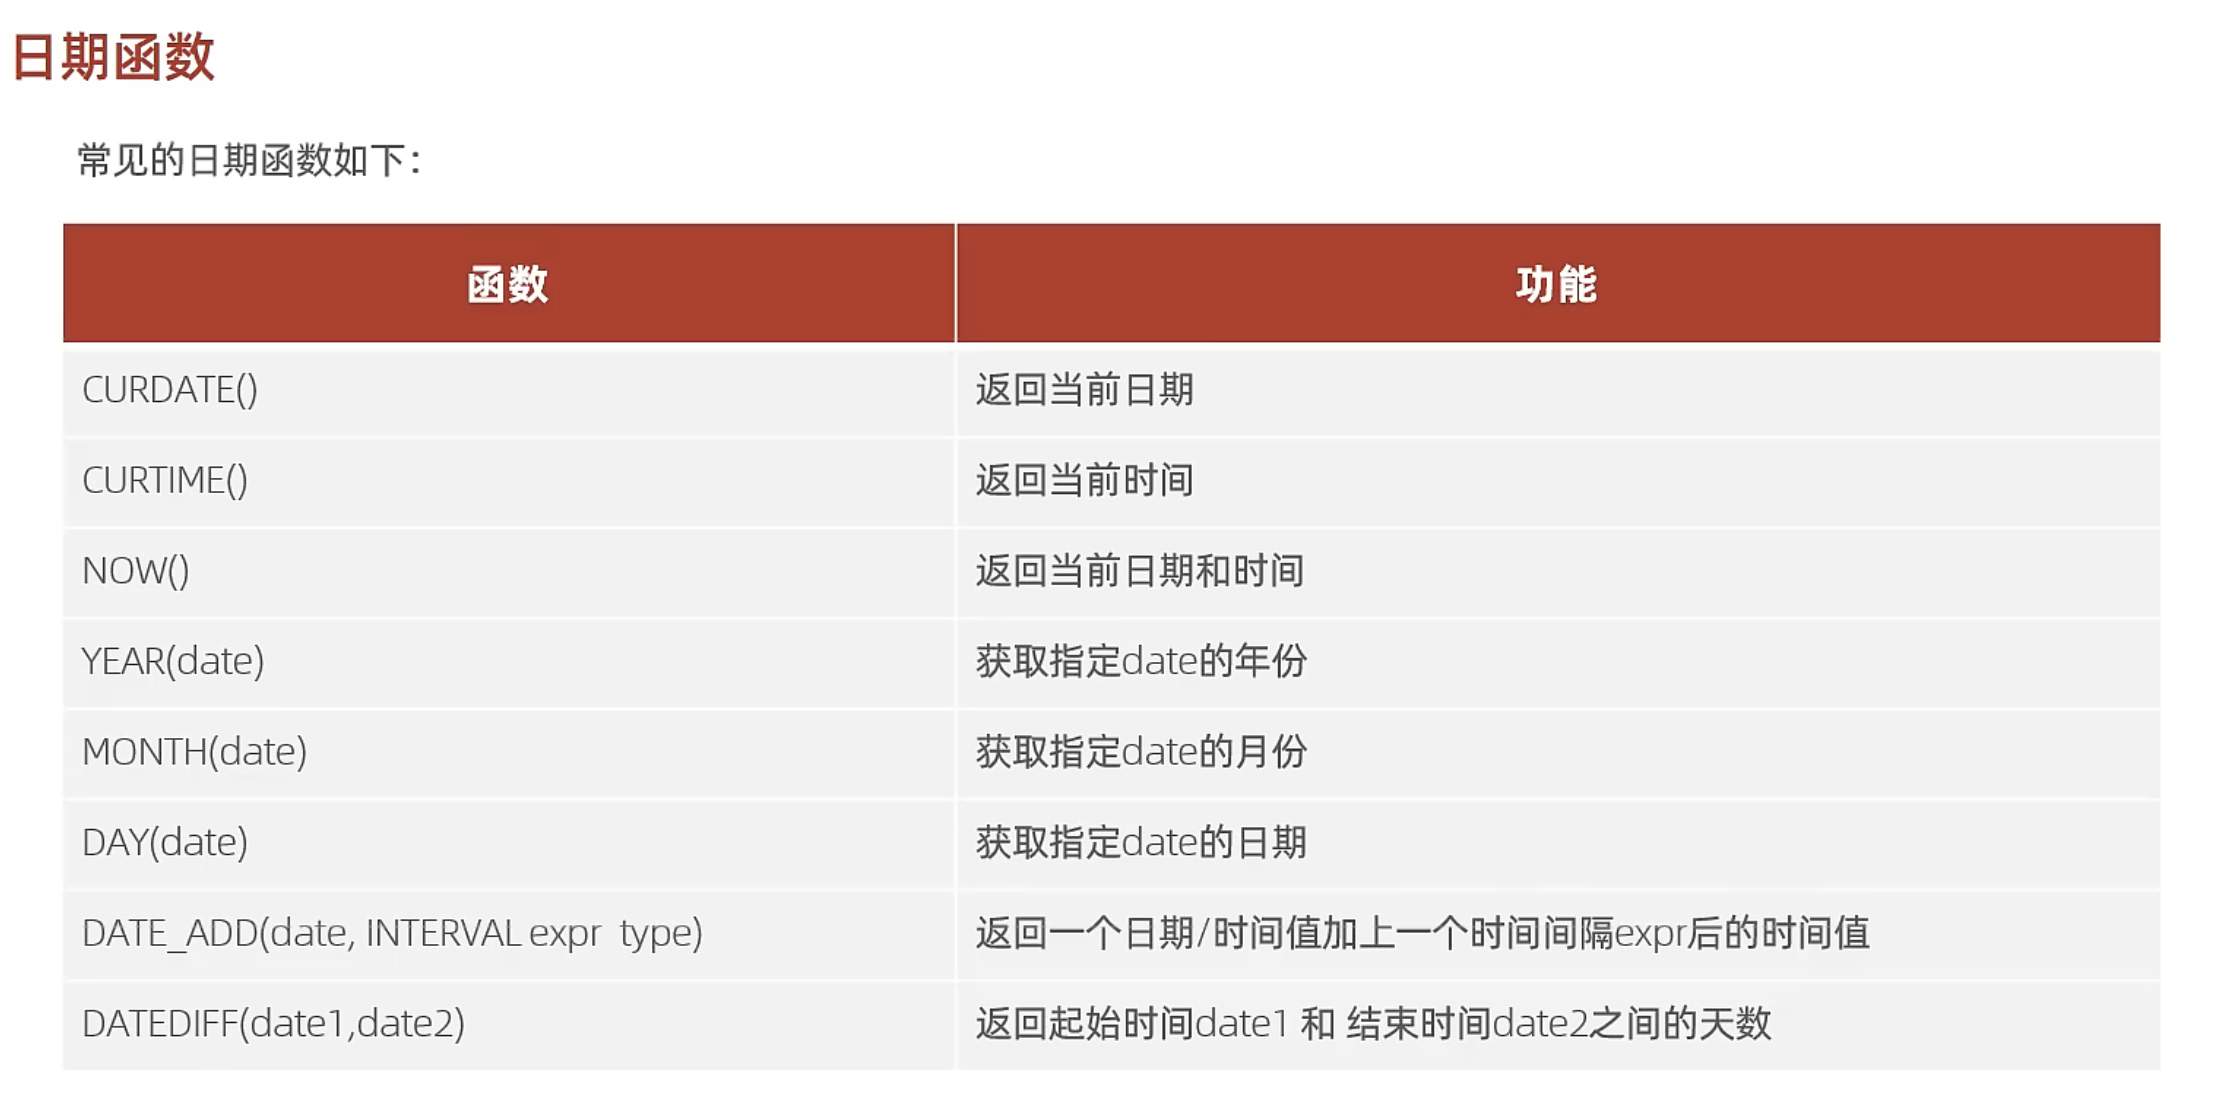 日期函数
常见的日期函数如下：
函数 功能
CURDATE() 返回当前日期
CURTIME() 返回当前时间
NOW() 返回当前日期和时间
YEAR(date) 获取指定date的年份
MONTH(date) 获取指定date的月份
DAY(date) 获取指定date的日期
DATE_ADD(date, INTERVAL expr type) 返回一个日期/时间值加上一个时间间隔expr后的时间值
DATEDIFF(date1,date2) 返回起始时间date1 和 结束时间date2之间的天数